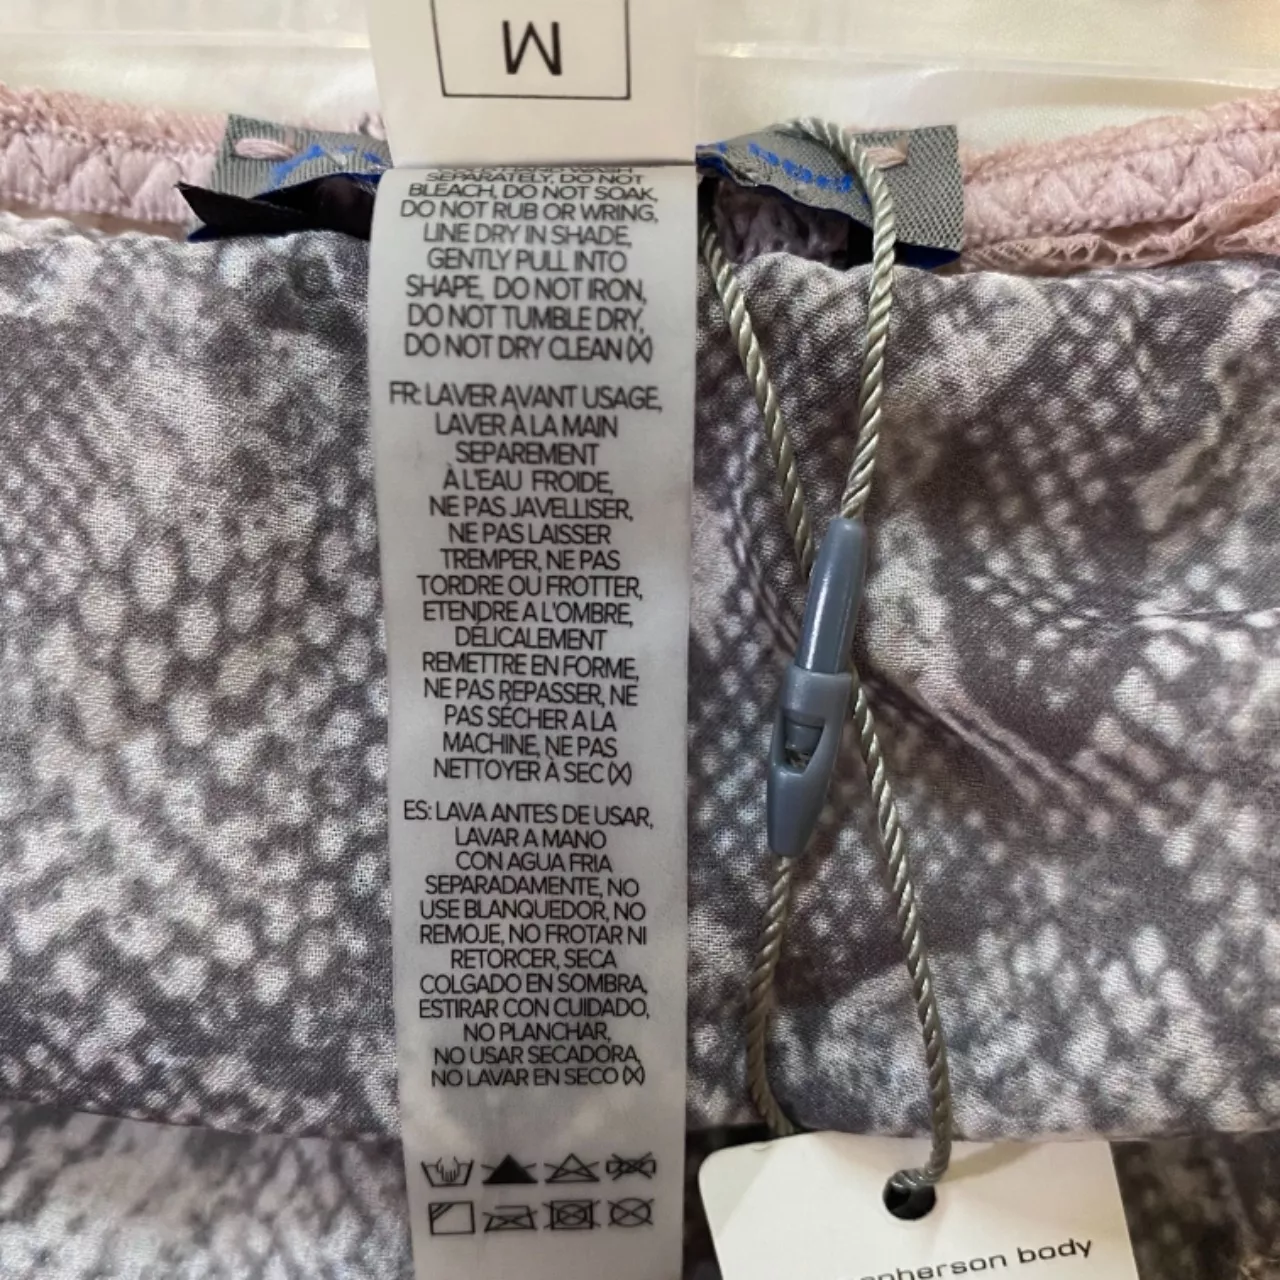 M
SEPARATELY, DO NOT
BLEACH, DO NOT SOAK,
DO NOT RUB OR WRING,
LINE DRY IN SHADE,
GENTLY PULL INTO
SHAPE, DO NOT IRON,
DO NOT TUMBLE DRY,
DO NOT DRY CLEAN (X)
FR: LAVER AVANT USAGE,
LAVER A LA MAIN
SEPAREMENT
À L'EAU FROIDE,
NE PAS JAVELLISER,
NE PAS LAISSER
TREMPER, NE PAS
TORDRE OU FROTTER,
ETENDRE A L'OMBRE,
DÉLICALEMENT
REMETTRE EN FORME,
NE PAS REPASSER, NE
PAS SECHER A LA
MACHINE, NE PAS
NETTOYER À SEC (X)
ES: LAVA ANTES DE USAR,
LAVAR A MANO
CON AGUA FRIA
SEPARADAMENTE, NO
USE BLANQUEDOR, NO
REMOJE, NO FROTAR NI
RETORCER, SECA
COLGADO EN SOMBRA,
ESTIRAR CON CUIDADO,
NO PLANCHAR,
NO USAR SECADORA,
NO LAVAR EN SECO (X)
pherson body